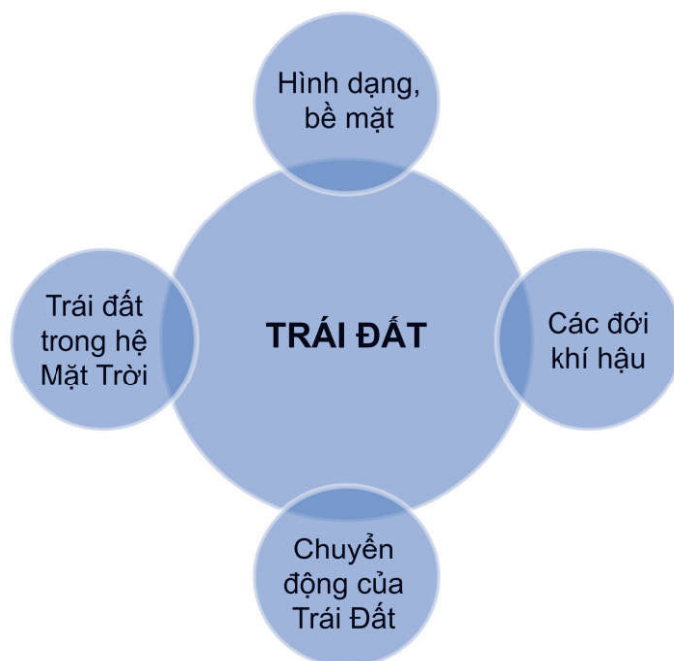 Hình dạng,
bề mặt
Trái đất
trong hệ
Mặt Trời
TRÁI ĐẤT
Các đới
khí hậu
Chuyển
động của
Trái Đất